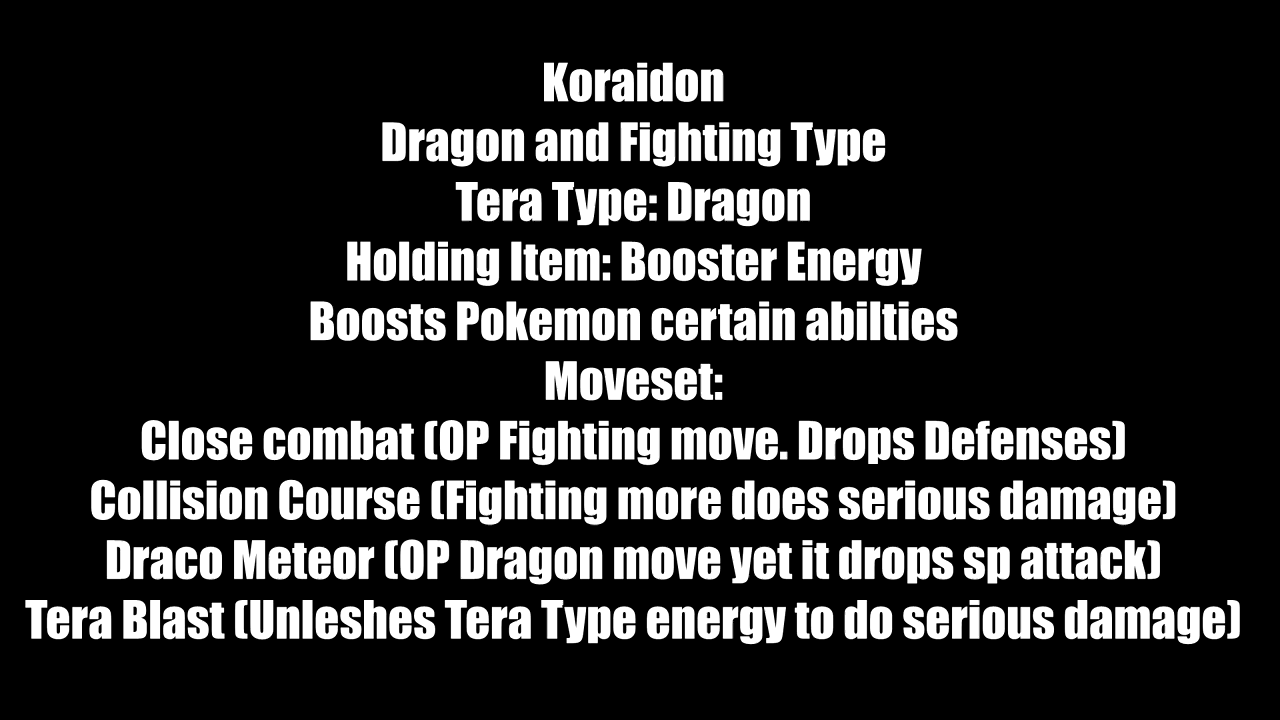 Koraidon
Dragon and Fighting Type
Tera Type: Dragon
Holding Item: Booster Energy
Boosts Pokemon certain abilties
Moveset:
Close combat (OP Fighting move. Drops Defenses)
Collision Course (Fighting more does serious damage)
Draco Meteor (OP Dragon move yet it drops sp attack)
Tera Blast (Unleshes Tera Type energy to do serious damage)